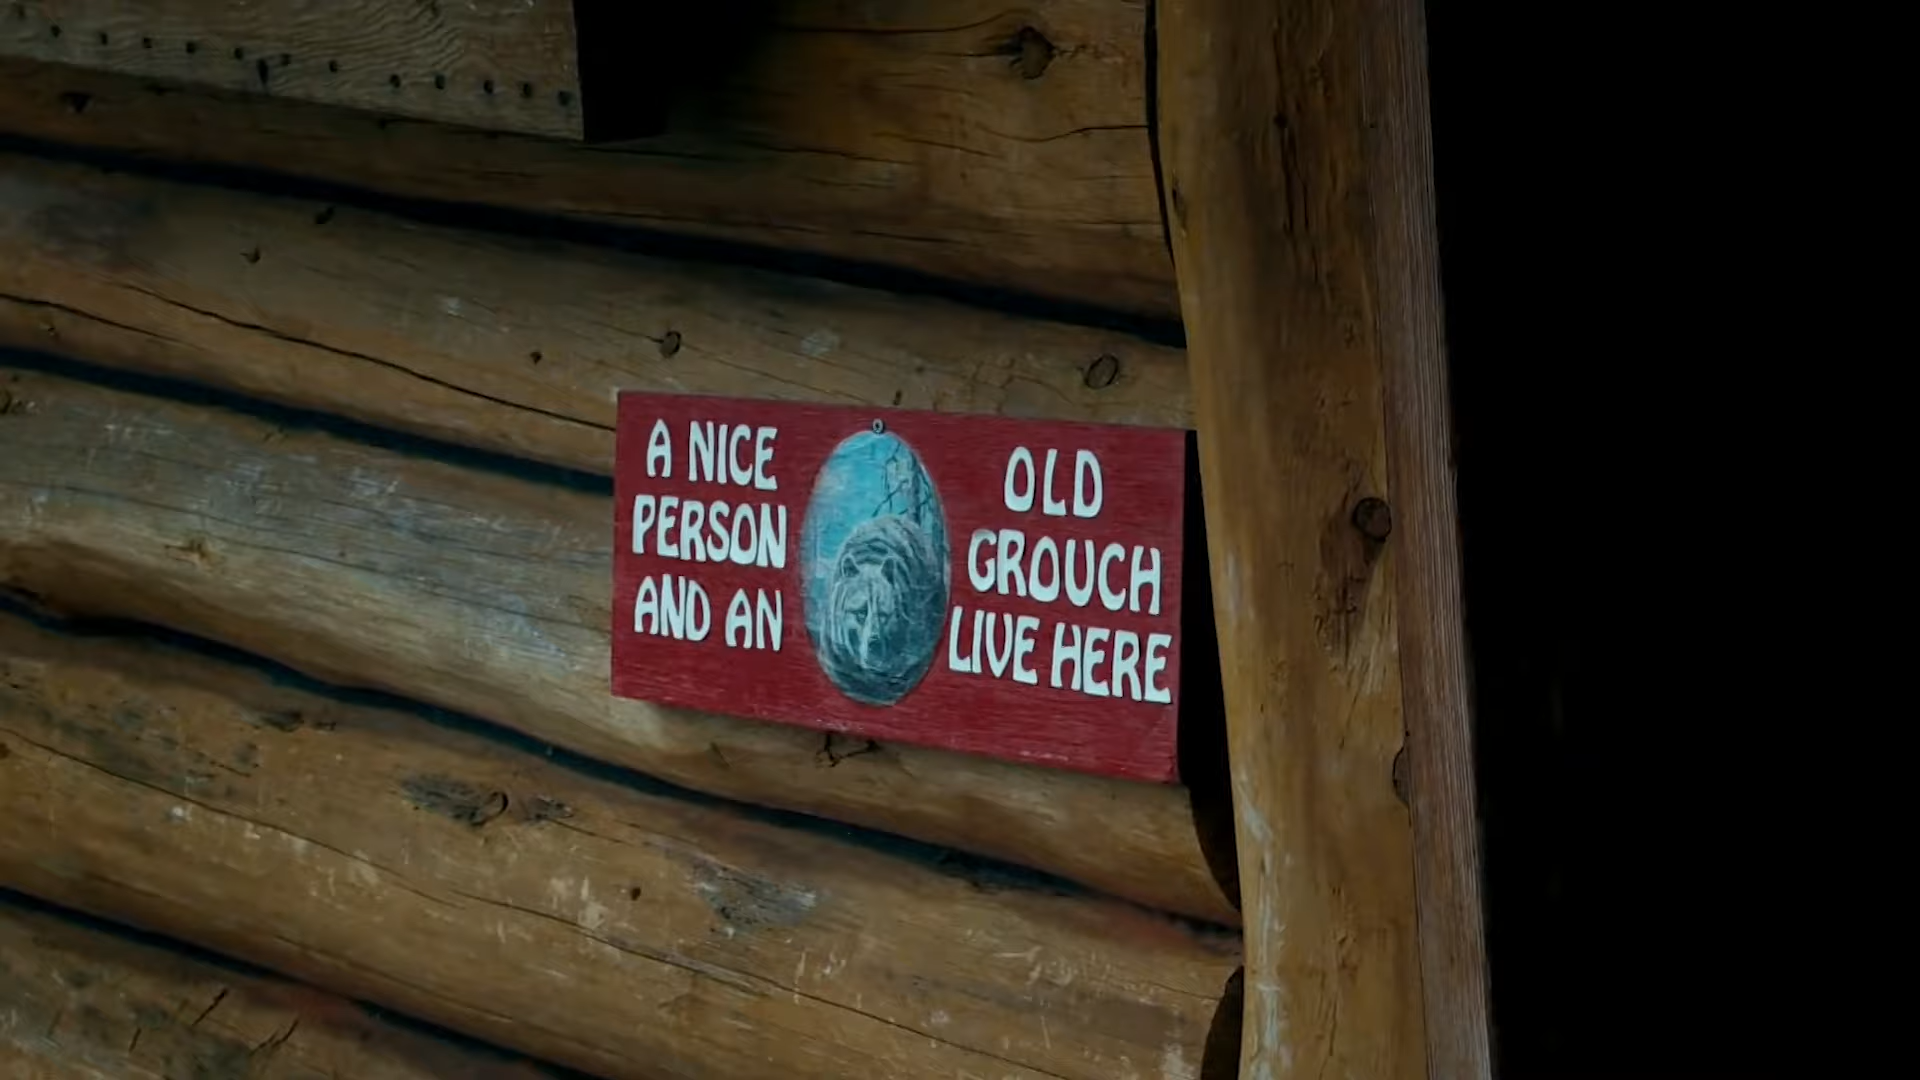 A NICE
PERSON
AND AN
OLD
GROUCH
LIVE HERE